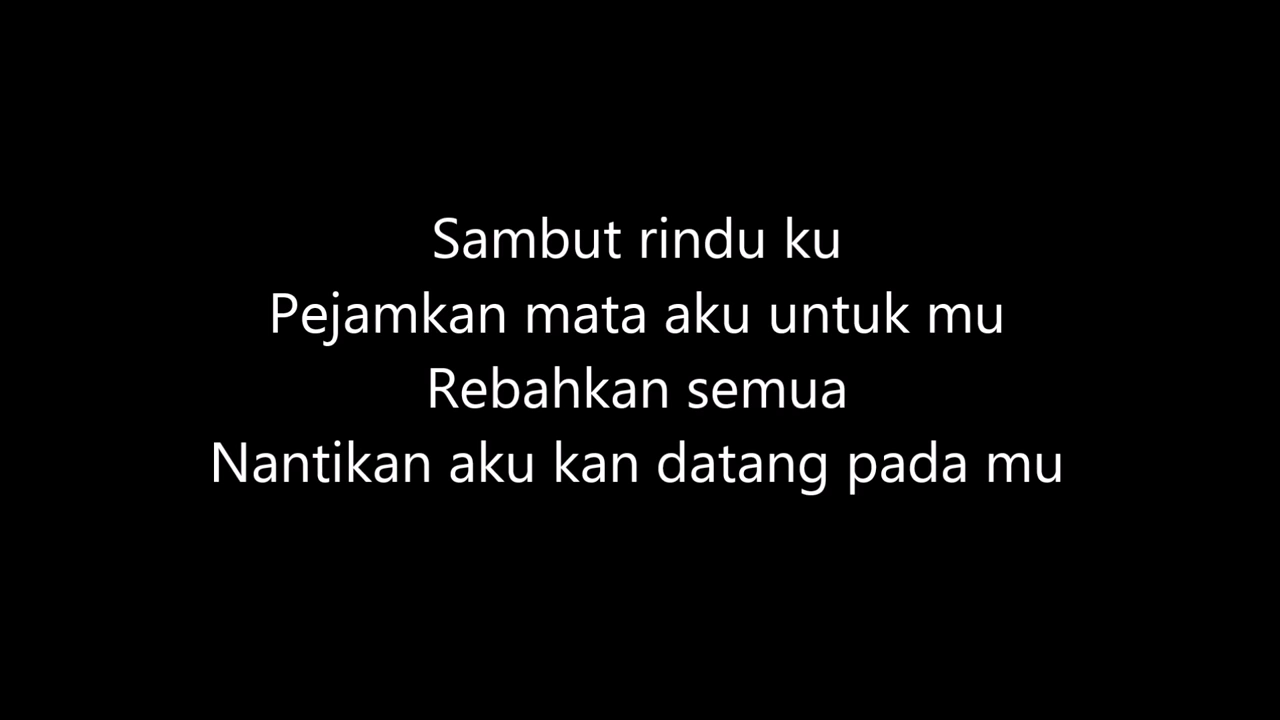 Sambut rindu ku
Pejamkan mata aku untuk mu
Rebahkan semua
Nantikan aku kan datang pada mu